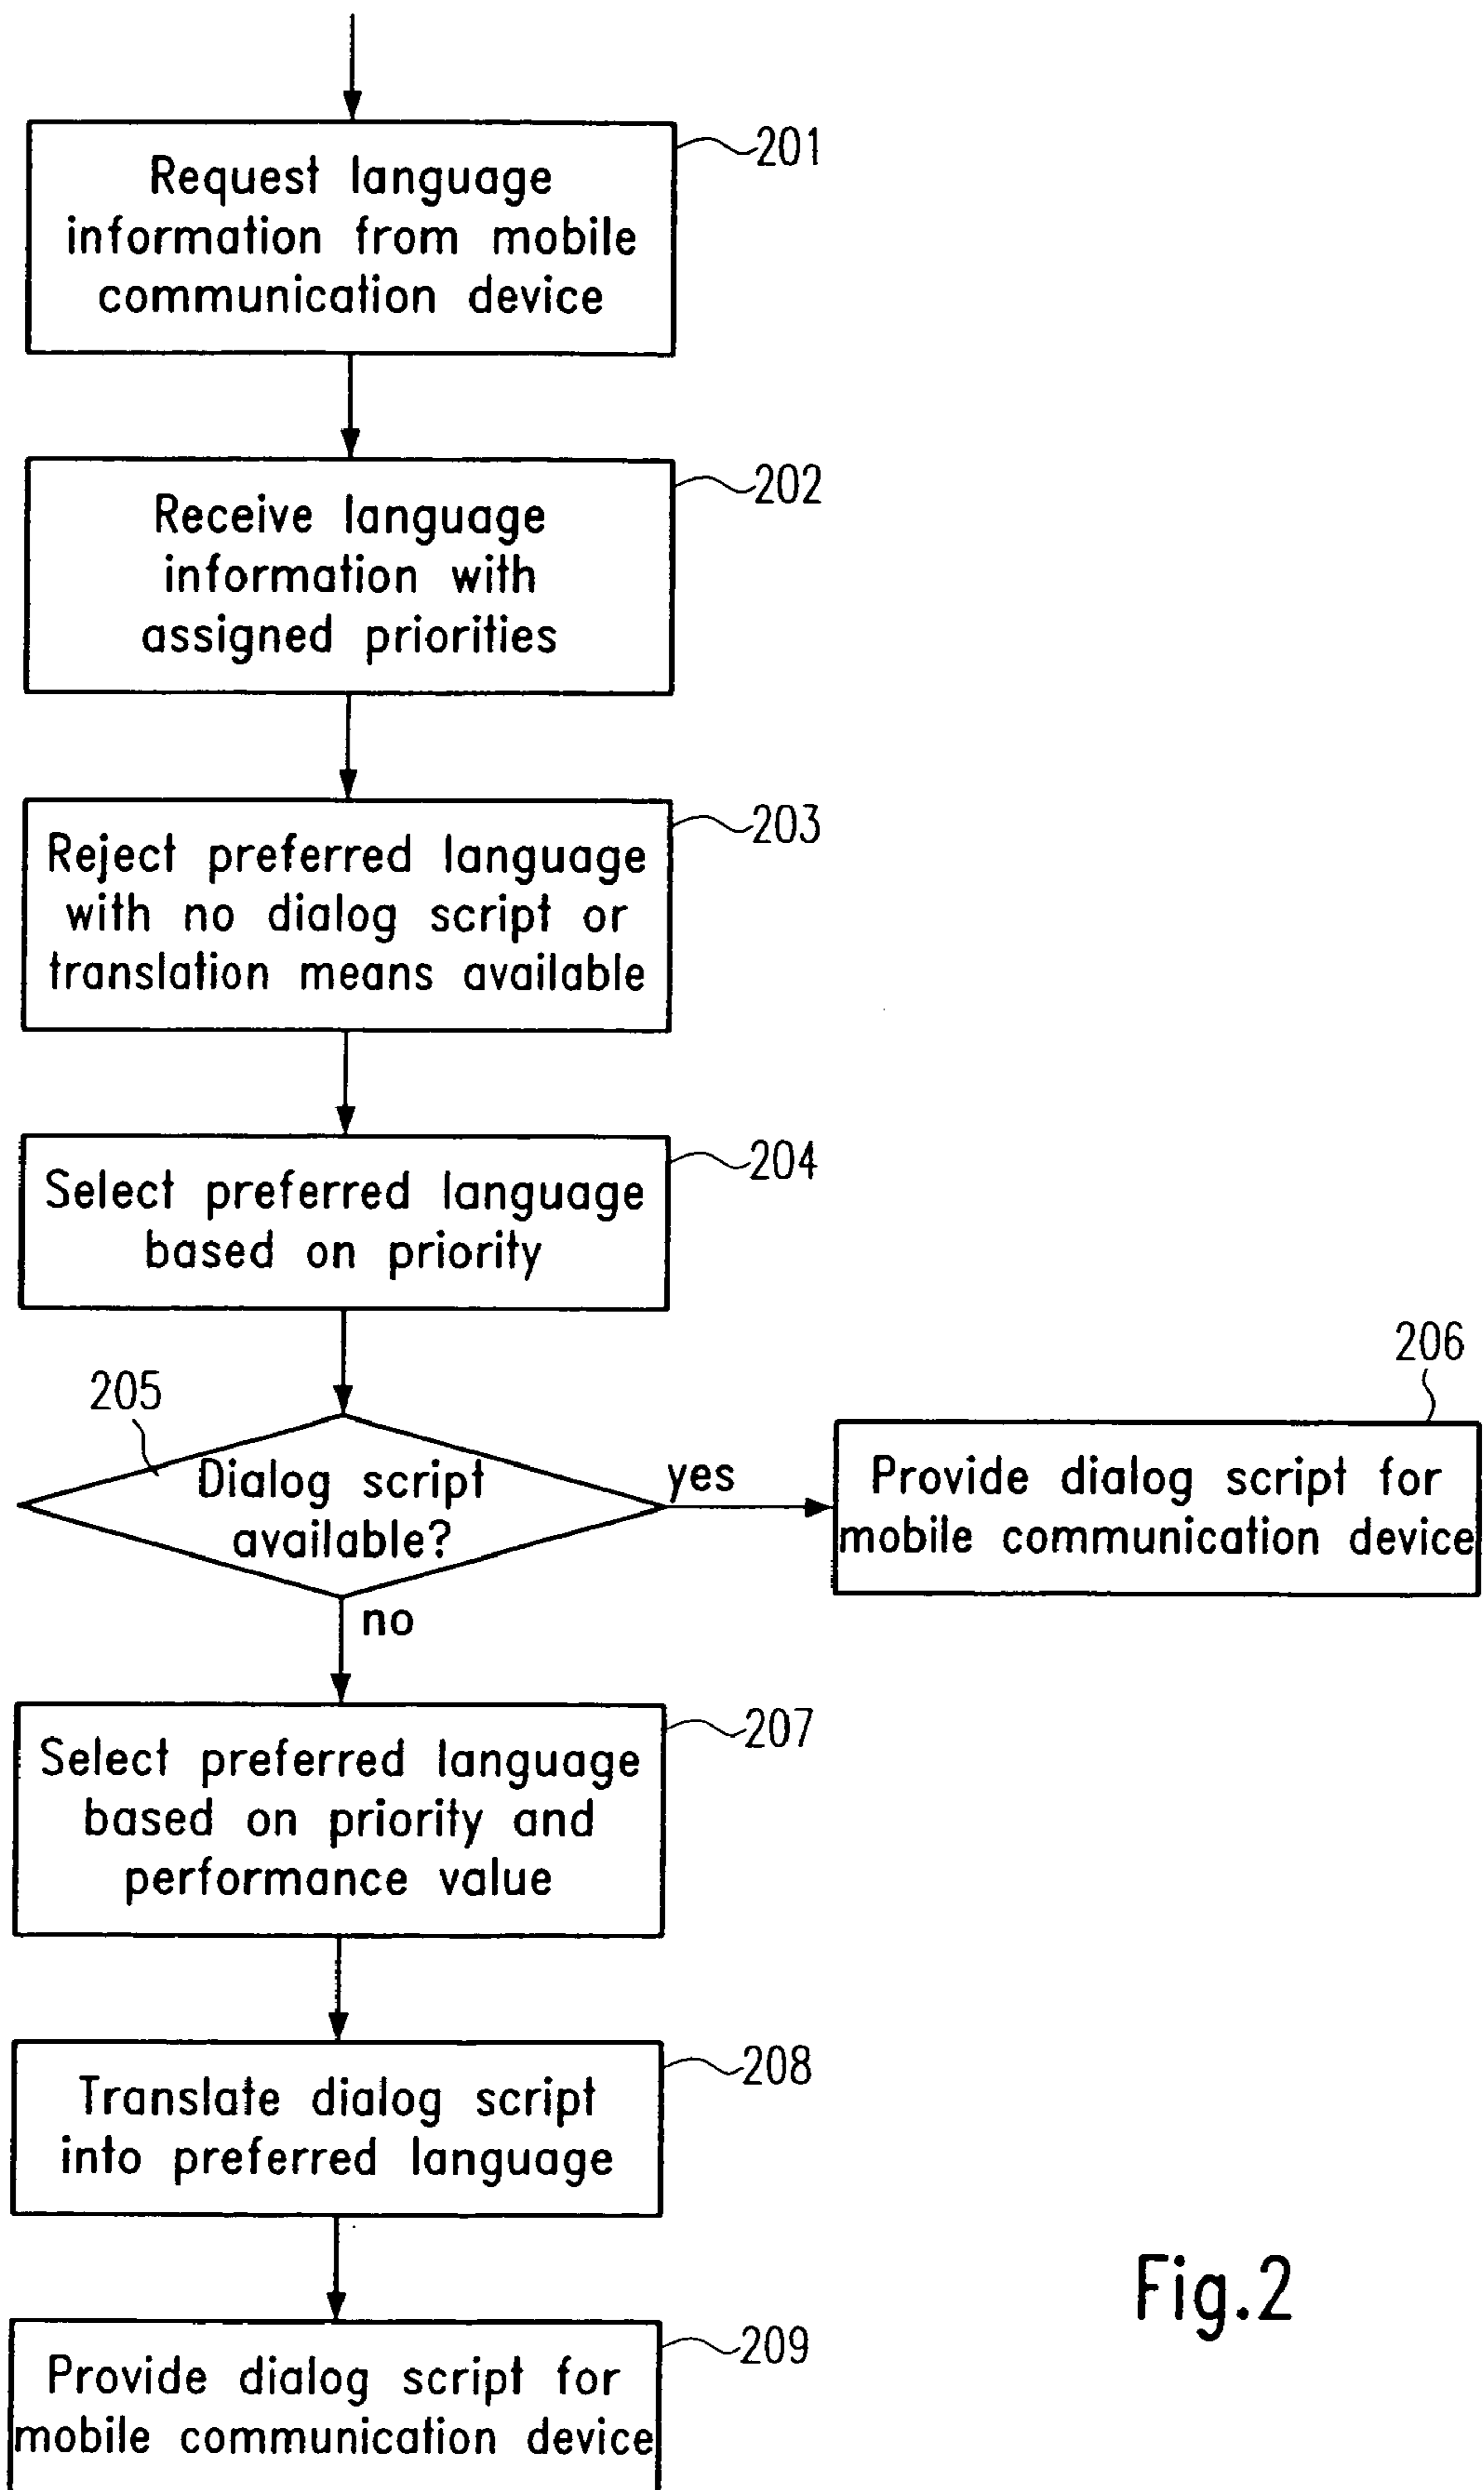 201
Request language
information from mobile
communication device
202
Receive language
information with
assigned priorities
203
Reject preferred language
with no dialog script or
translation means available
204
Select preferred language
based on priority
205
Dialog script
available?
yes
206
Provide dialog script for
mobile communication device
no
207
Select preferred language
based on priority and
performance value
208
Translate dialog script
into preferred language
209
Provide dialog script for
mobile communication device
Fig.2